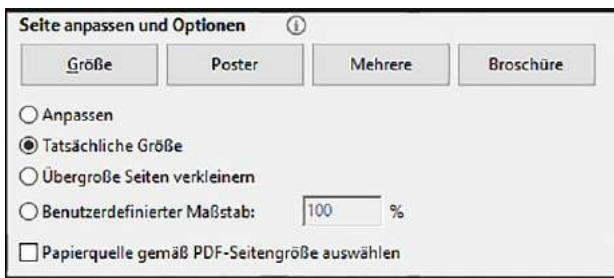 Seite anpassen und Optionen
Größe Poster Mehrere Broschüre
Anpassen
Tatsächliche Größe
Übergroße Seiten verkleinern
Benutzerdefinierter Maßstab: 100 %
Papierquelle gemäß PDF-Seitengröße auswählen